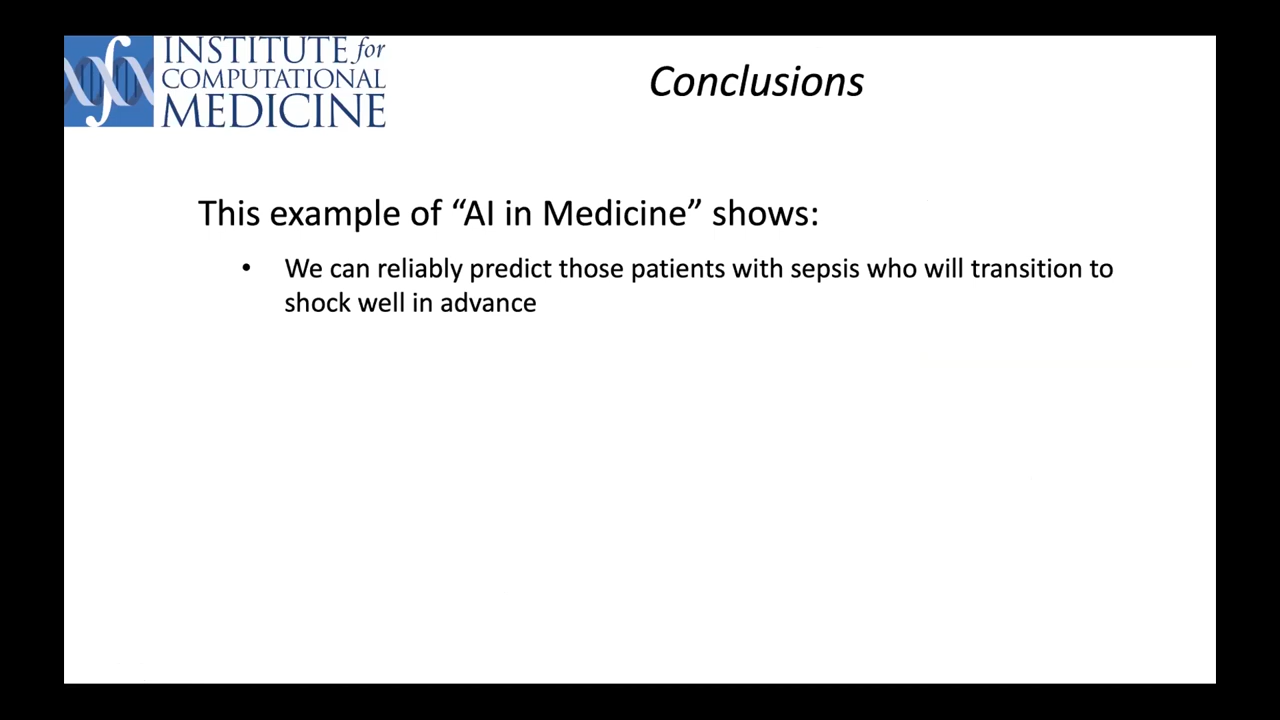 INSTITUTE for
COMPUTATIONAL
MEDICINE
Conclusions
This example of “AI in Medicine” shows:
• We can reliably predict those patients with sepsis who will transition to
shock well in advance